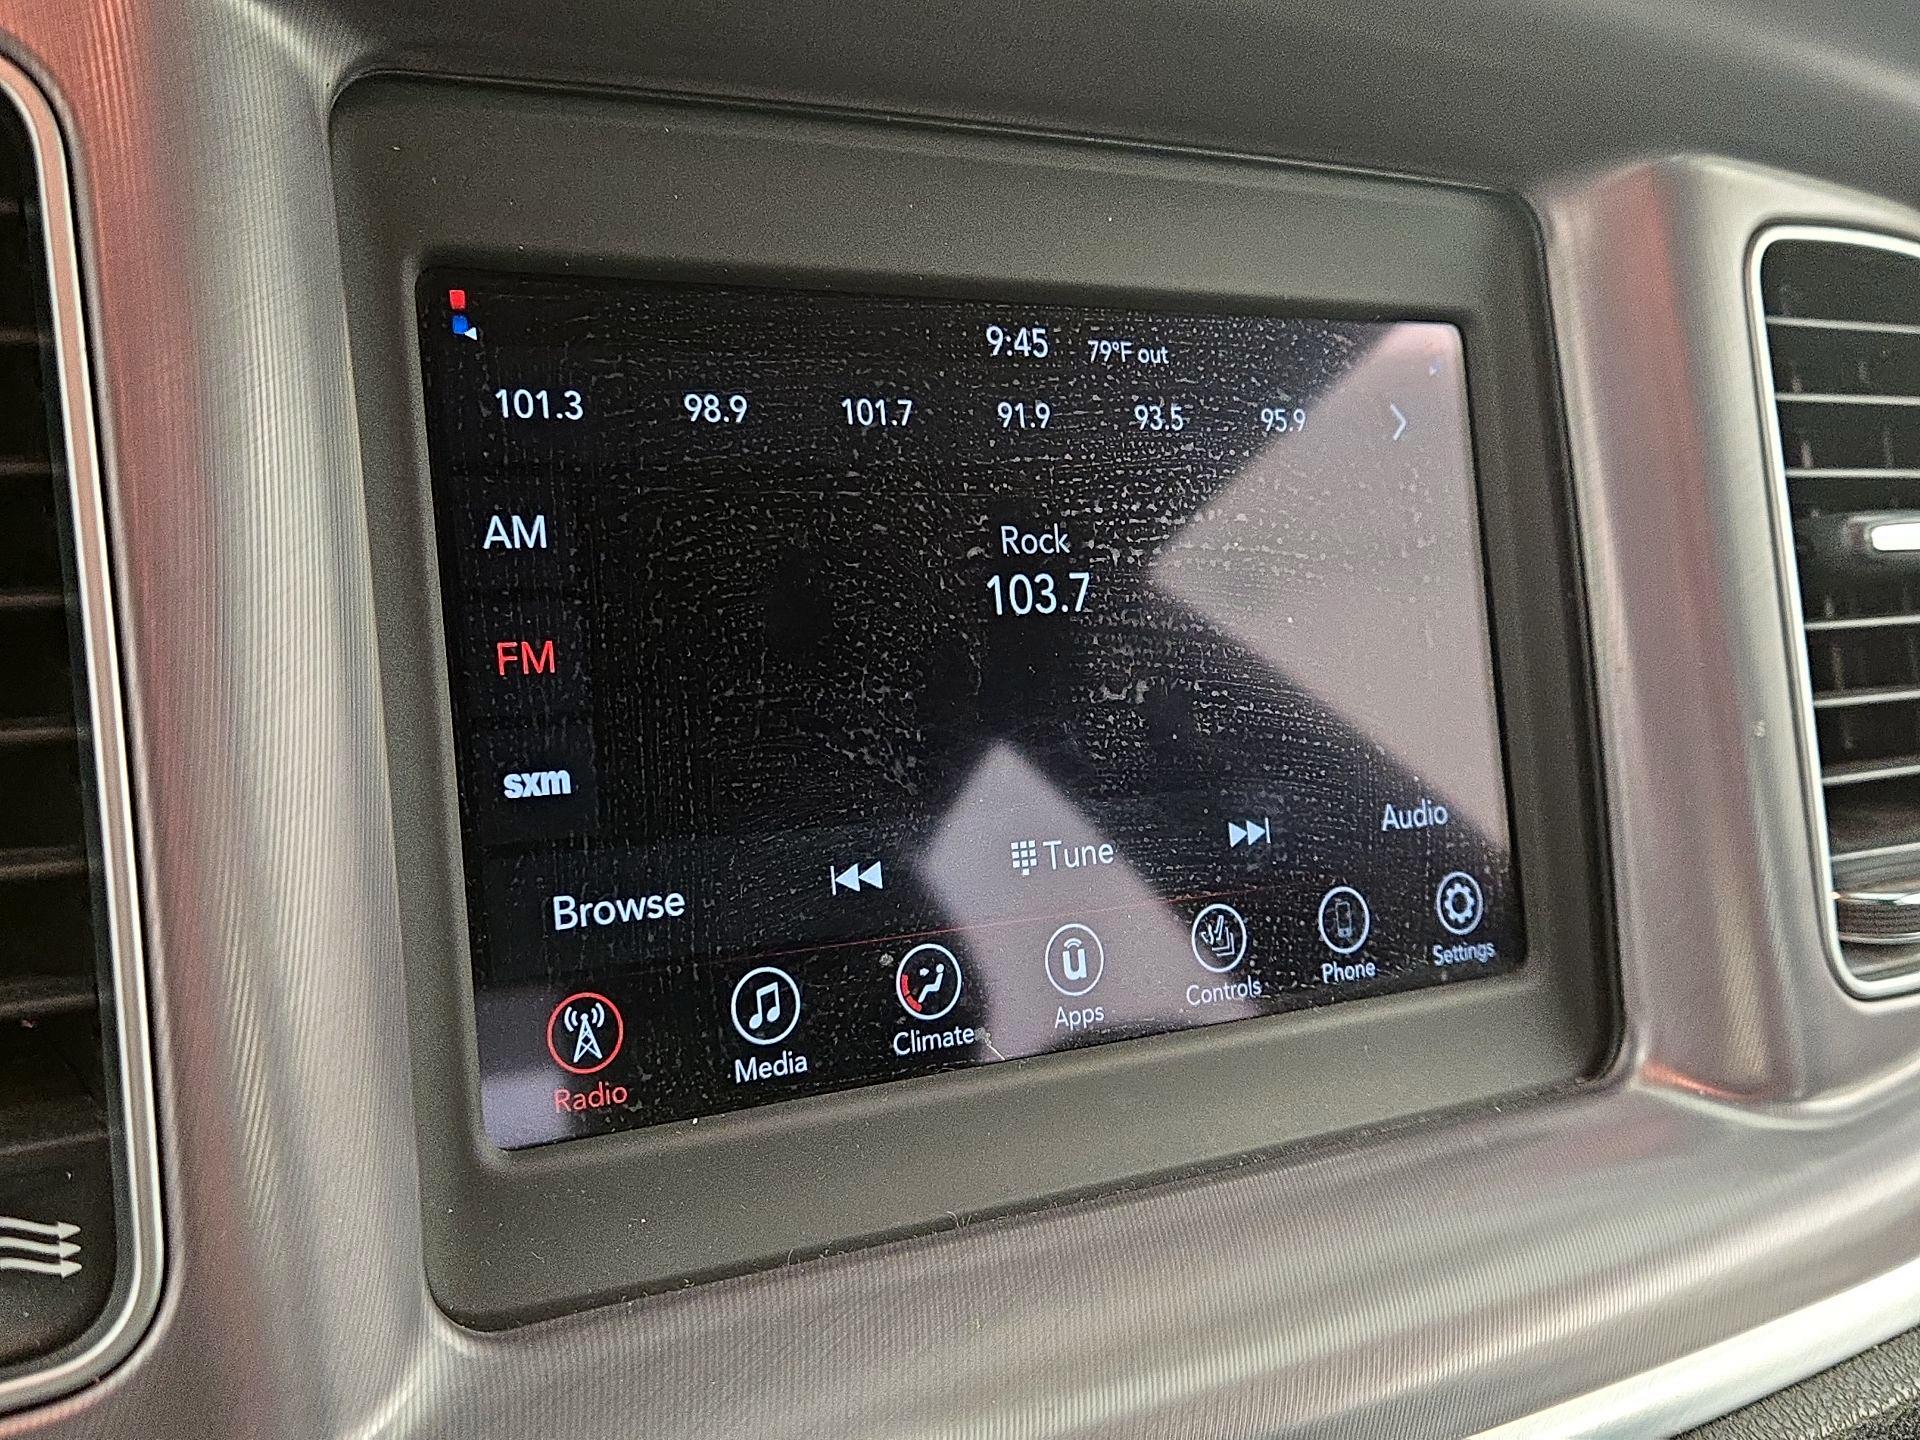 9:45 79°F out
101.3 98.9 101.7 91.9 93.5 95.9
AM
Rock
103.7
FM
sxm
Browse Tune Audio
Radio Media Climate Apps Controls Phone Settings